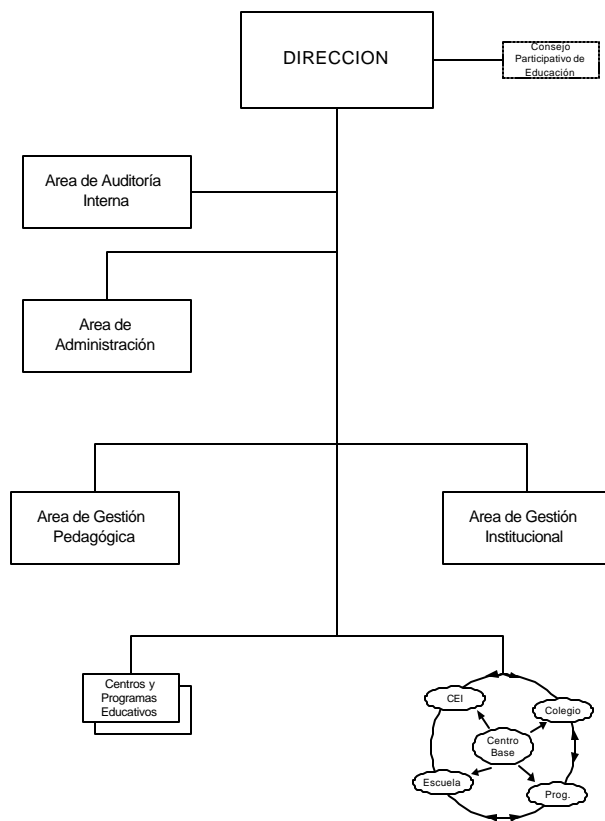 DIRECCION
Consejo
Participativo de
Educación
Area de Auditoría
Interna
Area de
Administración
Area de Gestión
Pedagógica
Area de Gestión
Institucional
Centros y
Programas
Educativos
CEI
Colegio
Centro
Base
Escuela
Prog.